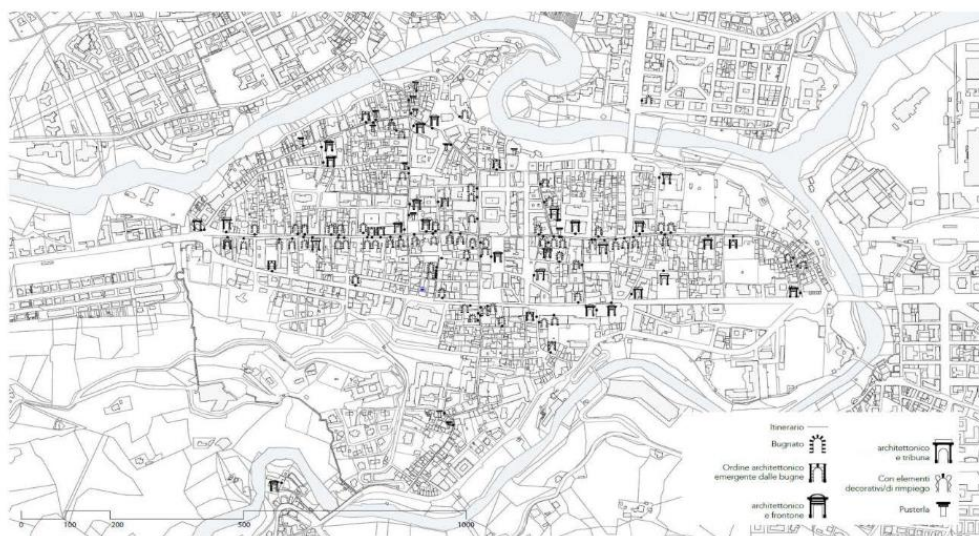 Itinerario
Bugnato
Ordine architettonico
emergente dalle bugne
architettonico
e frontone
architettonico
e tribuna
Con elementi
decorativi/di rimpiego
Pusterla
0 100 200 500 1000